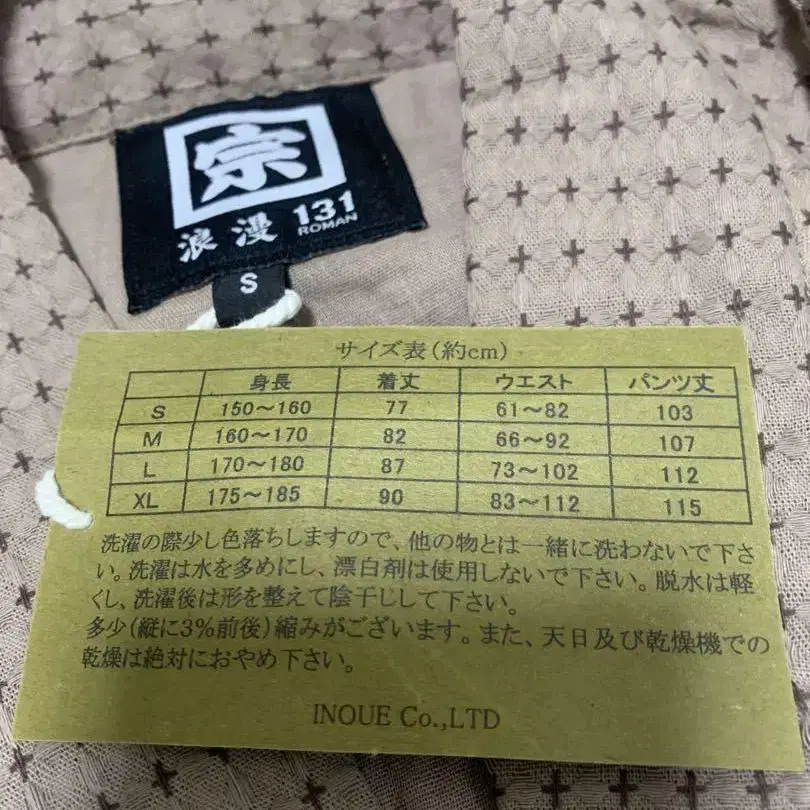 宗
浪漫 131
ROMAN
S
サイズ表(約cm)
身長 着丈 ウエスト パンツ丈
S 150～160 77 61～82 103
M 160～170 82 66～92 107
L 170～180 87 73～102 112
XL 175～185 90 83～112 115
洗濯の際少し色落ちしますので、他の物とは一緒に洗わないで下さ
い。洗濯は水を多めにし、漂白剤は使用しないで下さい。脱水は軽
くし、洗濯後は形を整えて陰干しして下さい。
多少(縦に3%前後)縮みがございます。また、天日及び乾燥機での
乾燥は絶対におやめ下さい。
INOUE Co.,LTD